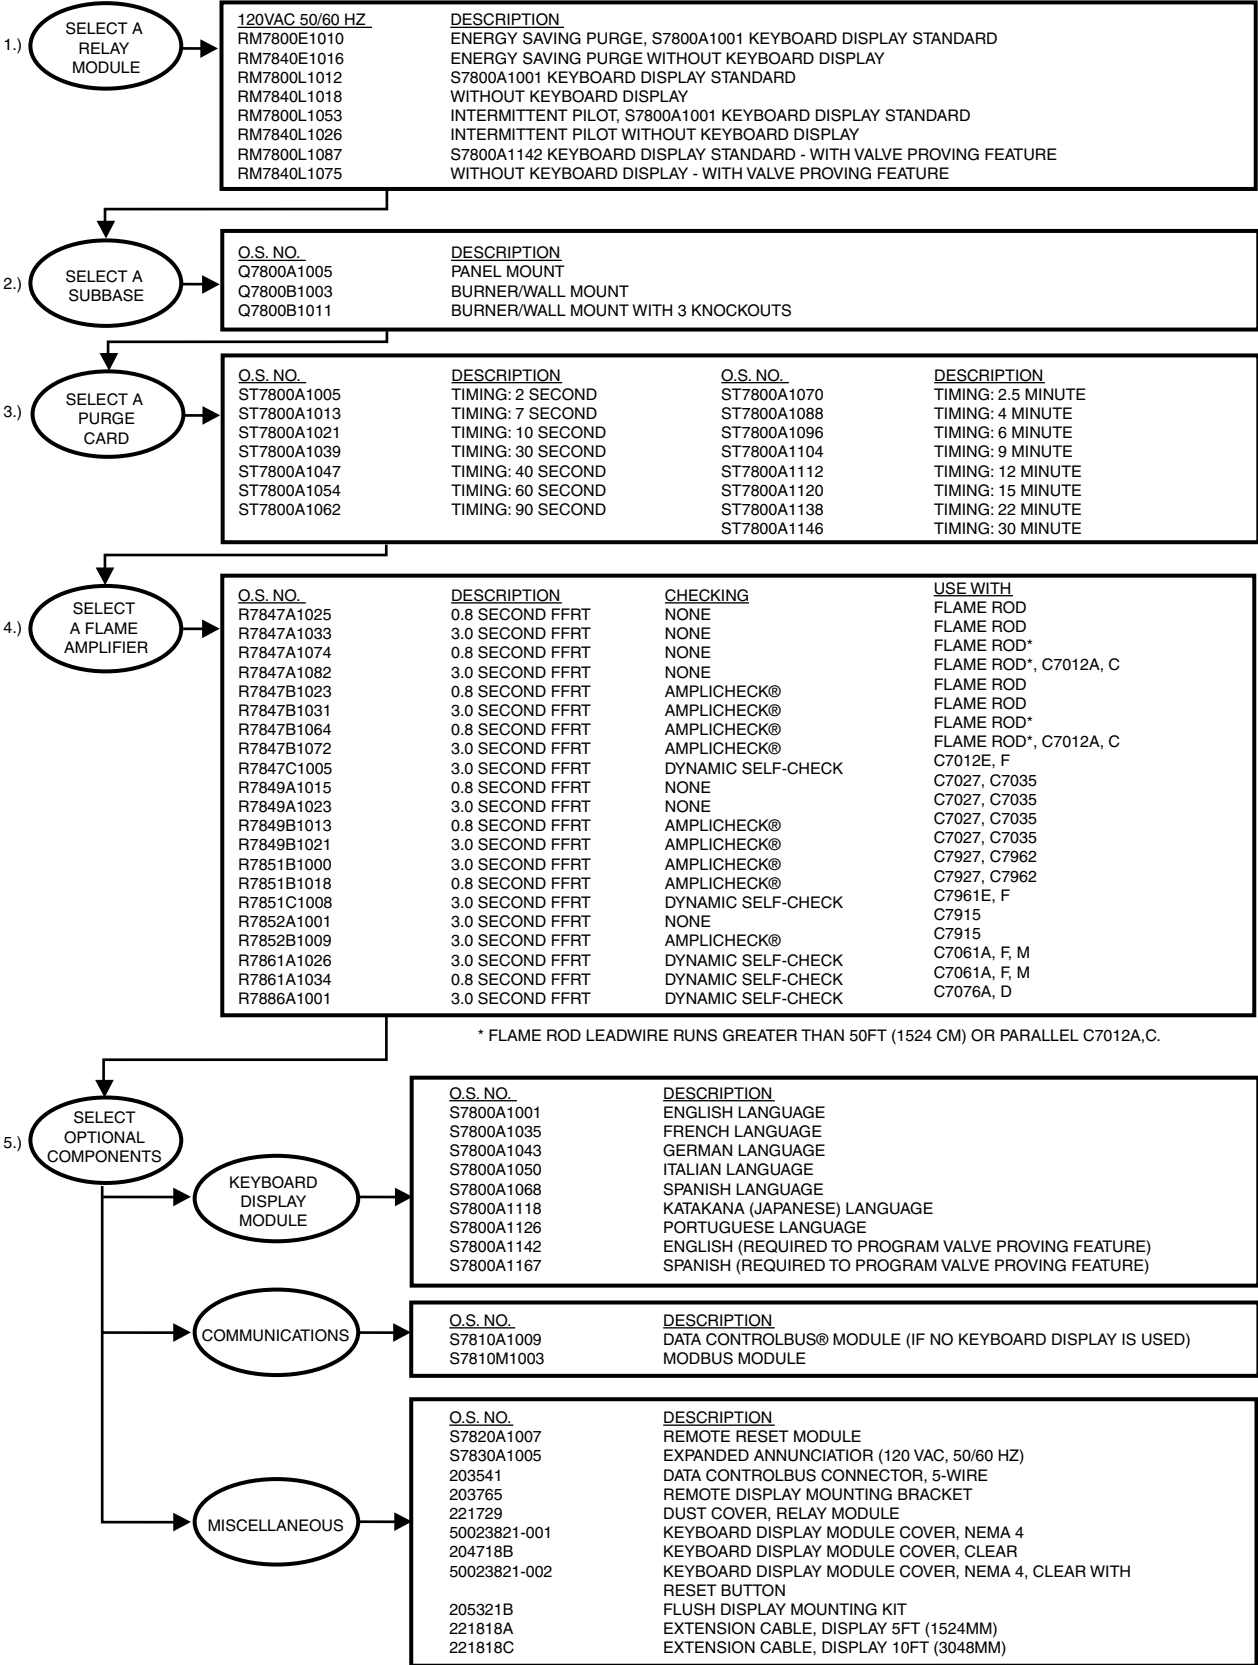 1.) SELECT A
RELAY
MODULE
120VAC 50/60 HZ DESCRIPTION
RM7800E1010 ENERGY SAVING PURGE, S7800A1001 KEYBOARD DISPLAY STANDARD
RM7840E1016 ENERGY SAVING PURGE WITHOUT KEYBOARD DISPLAY
RM7800L1012 S7800A1001 KEYBOARD DISPLAY STANDARD
RM7840L1018 WITHOUT KEYBOARD DISPLAY
RM7800L1053 INTERMITTENT PILOT, S7800A1001 KEYBOARD DISPLAY STANDARD
RM7840L1026 INTERMITTENT PILOT WITHOUT KEYBOARD DISPLAY
RM7800L1087 S7800A1142 KEYBOARD DISPLAY STANDARD - WITH VALVE PROVING FEATURE
RM7840L1075 WITHOUT KEYBOARD DISPLAY - WITH VALVE PROVING FEATURE
2.) SELECT A
SUBBASE
O.S. NO. DESCRIPTION
Q7800A1005 PANEL MOUNT
Q7800B1003 BURNER/WALL MOUNT
Q7800B1011 BURNER/WALL MOUNT WITH 3 KNOCKOUTS
3.) SELECT A
PURGE
CARD
O.S. NO. DESCRIPTION O.S. NO. DESCRIPTION
ST7800A1005 TIMING: 2 SECOND ST7800A1070 TIMING: 2.5 MINUTE
ST7800A1013 TIMING: 7 SECOND ST7800A1088 TIMING: 4 MINUTE
ST7800A1021 TIMING: 10 SECOND ST7800A1096 TIMING: 6 MINUTE
ST7800A1039 TIMING: 30 SECOND ST7800A1104 TIMING: 9 MINUTE
ST7800A1047 TIMING: 40 SECOND ST7800A1112 TIMING: 12 MINUTE
ST7800A1054 TIMING: 60 SECOND ST7800A1120 TIMING: 15 MINUTE
ST7800A1062 TIMING: 90 SECOND ST7800A1138 TIMING: 22 MINUTE
ST7800A1146 TIMING: 30 MINUTE
4.) SELECT
A FLAME
AMPLIFIER
O.S. NO. DESCRIPTION CHECKING USE WITH
R7847A1025 0.8 SECOND FFRT NONE FLAME ROD
R7847A1033 3.0 SECOND FFRT NONE FLAME ROD
R7847A1074 0.8 SECOND FFRT NONE FLAME ROD*
R7847A1082 3.0 SECOND FFRT NONE FLAME ROD*, C7012A, C
R7847B1023 0.8 SECOND FFRT AMPLICHECK® FLAME ROD
R7847B1031 3.0 SECOND FFRT AMPLICHECK® FLAME ROD
R7847B1064 0.8 SECOND FFRT AMPLICHECK® FLAME ROD*
R7847B1072 3.0 SECOND FFRT AMPLICHECK® FLAME ROD*, C7012A, C
R7847C1005 3.0 SECOND FFRT DYNAMIC SELF-CHECK C7012E, F
R7849A1015 0.8 SECOND FFRT NONE C7027, C7035
R7849A1023 3.0 SECOND FFRT NONE C7027, C7035
R7849B1013 0.8 SECOND FFRT AMPLICHECK® C7027, C7035
R7849B1021 3.0 SECOND FFRT AMPLICHECK® C7027, C7035
R7851B1000 3.0 SECOND FFRT AMPLICHECK® C7927, C7962
R7851B1018 0.8 SECOND FFRT AMPLICHECK® C7927, C7962
R7851C1008 3.0 SECOND FFRT DYNAMIC SELF-CHECK C7961E, F
R7852A1001 3.0 SECOND FFRT NONE C7915
R7852B1009 3.0 SECOND FFRT AMPLICHECK® C7915
R7861A1026 3.0 SECOND FFRT DYNAMIC SELF-CHECK C7061A, F, M
R7861A1034 0.8 SECOND FFRT DYNAMIC SELF-CHECK C7061A, F, M
R7886A1001 3.0 SECOND FFRT DYNAMIC SELF-CHECK C7076A, D
* FLAME ROD LEADWIRE RUNS GREATER THAN 50FT (1524 CM) OR PARALLEL C7012A,C.
5.) SELECT
OPTIONAL
COMPONENTS
KEYBOARD
DISPLAY
MODULE
O.S. NO. DESCRIPTION
S7800A1001 ENGLISH LANGUAGE
S7800A1035 FRENCH LANGUAGE
S7800A1043 GERMAN LANGUAGE
S7800A1050 ITALIAN LANGUAGE
S7800A1068 SPANISH LANGUAGE
S7800A1118 KATAKANA (JAPANESE) LANGUAGE
S7800A1126 PORTUGUESE LANGUAGE
S7800A1142 ENGLISH (REQUIRED TO PROGRAM VALVE PROVING FEATURE)
S7800A1167 SPANISH (REQUIRED TO PROGRAM VALVE PROVING FEATURE)
COMMUNICATIONS
O.S. NO. DESCRIPTION
S7810A1009 DATA CONTROLBUS® MODULE (IF NO KEYBOARD DISPLAY IS USED)
S7810M1003 MODBUS MODULE
MISCELLANEOUS
O.S. NO. DESCRIPTION
S7820A1007 REMOTE RESET MODULE
S7830A1005 EXPANDED ANNUNCIATIOR (120 VAC, 50/60 HZ)
203541 DATA CONTROLBUS CONNECTOR, 5-WIRE
203765 REMOTE DISPLAY MOUNTING BRACKET
221729 DUST COVER, RELAY MODULE
50023821-001 KEYBOARD DISPLAY MODULE COVER, NEMA 4
204718B KEYBOARD DISPLAY MODULE COVER, CLEAR
50023821-002 KEYBOARD DISPLAY MODULE COVER, NEMA 4, CLEAR WITH
RESET BUTTON
205321B FLUSH DISPLAY MOUNTING KIT
221818A EXTENSION CABLE, DISPLAY 5FT (1524MM)
221818C EXTENSION CABLE, DISPLAY 10FT (3048MM)